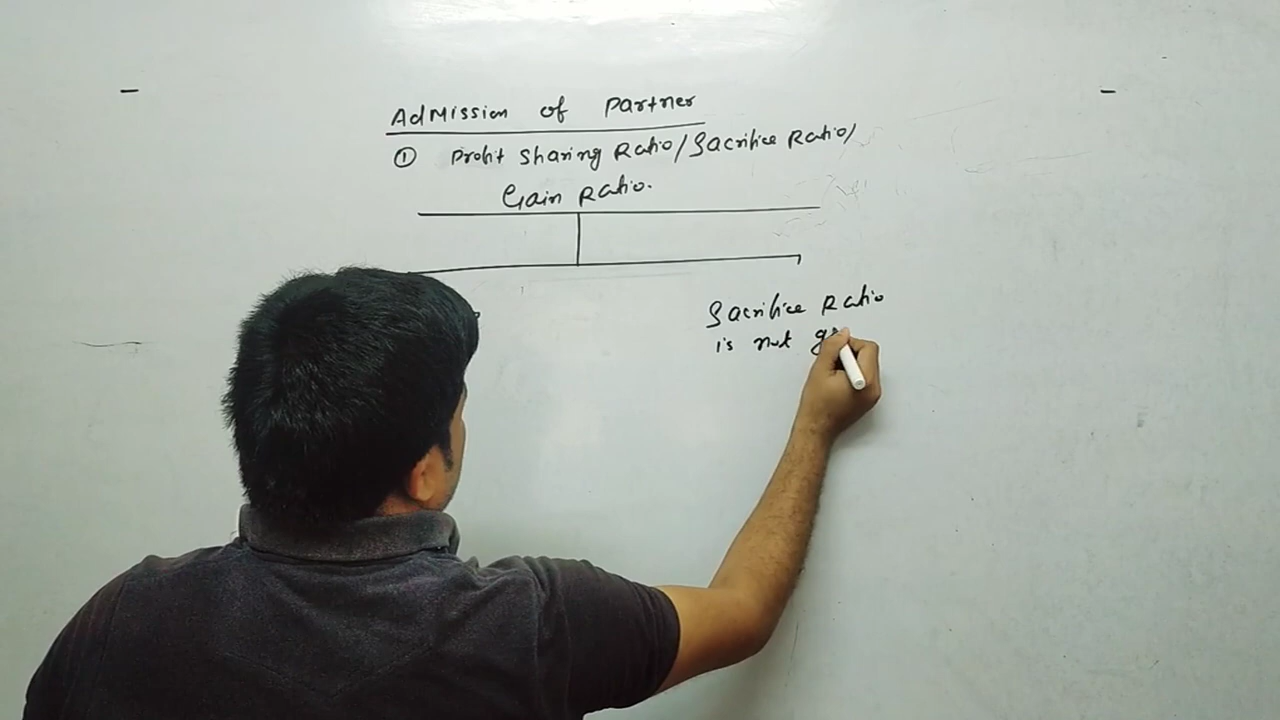 Admission of Partner
① Profit Sharing Ratio/Sacrifice Ratio/
Gain Ratio.
Sacrifice Ratio
is not